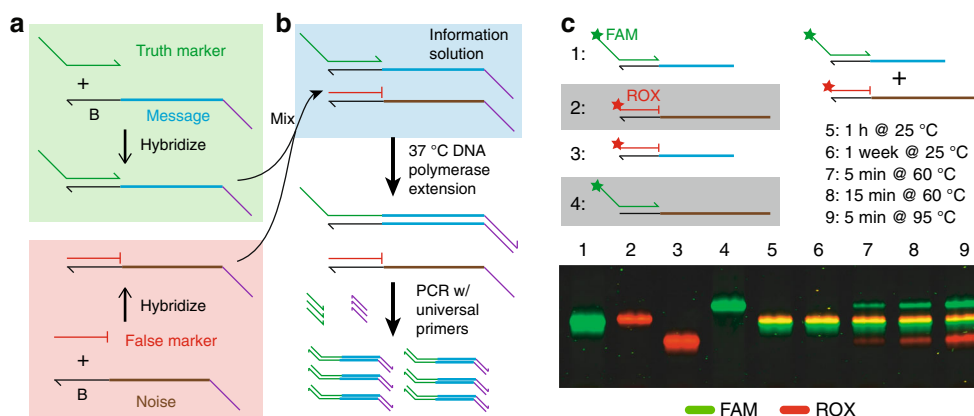 a
Truth marker
+
B
Message
Hybridize
Hybridize
False marker
+
B
Noise
Mix
b
Information
solution
37 °C DNA
polymerase
extension
PCR w/
universal
primers
c
1:
FAM
2:
ROX
3:
4:
+
5: 1 h @ 25 °C
6: 1 week @ 25 °C
7: 5 min @ 60 °C
8: 15 min @ 60 °C
9: 5 min @ 95 °C
1 2 3 4 5 6 7 8 9
FAM ROX